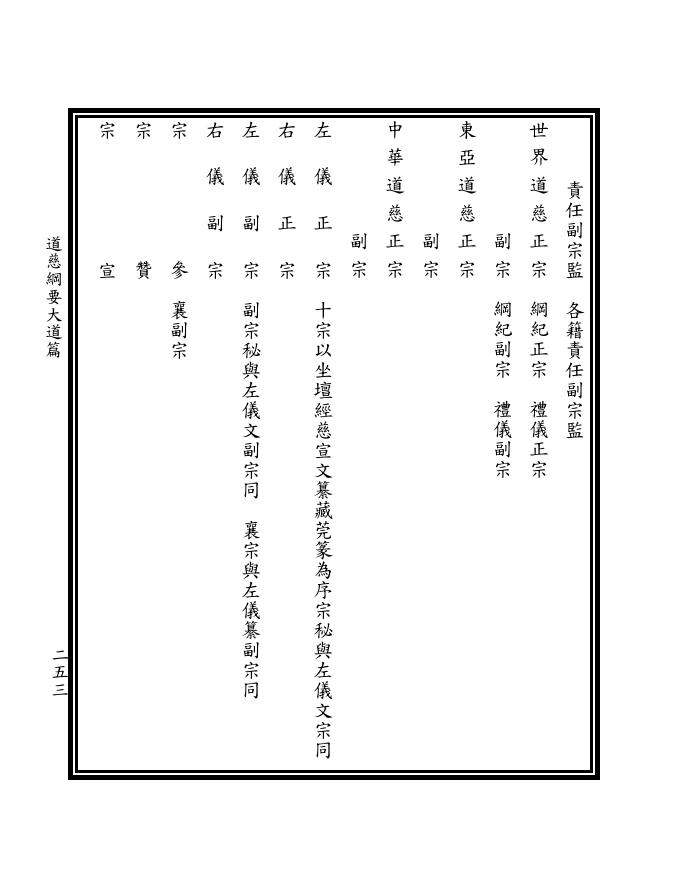 責任副宗監　各籍責任副宗監
世界道慈正宗　綱紀正宗　禮儀正宗
副宗　綱紀副宗　禮儀副宗
東亞道慈正宗
副宗
中華道慈正宗
副宗
左儀正宗　十宗以坐壇經慈宣文纂藏莞篆為序宗秘與左儀文宗同
右儀正宗
左儀副宗　副宗秘與左儀文副宗同　襄宗與左儀纂副宗同
右儀副宗
宗參　襄副宗
宗贊
宗宣
道慈綱要大道篇
二五三